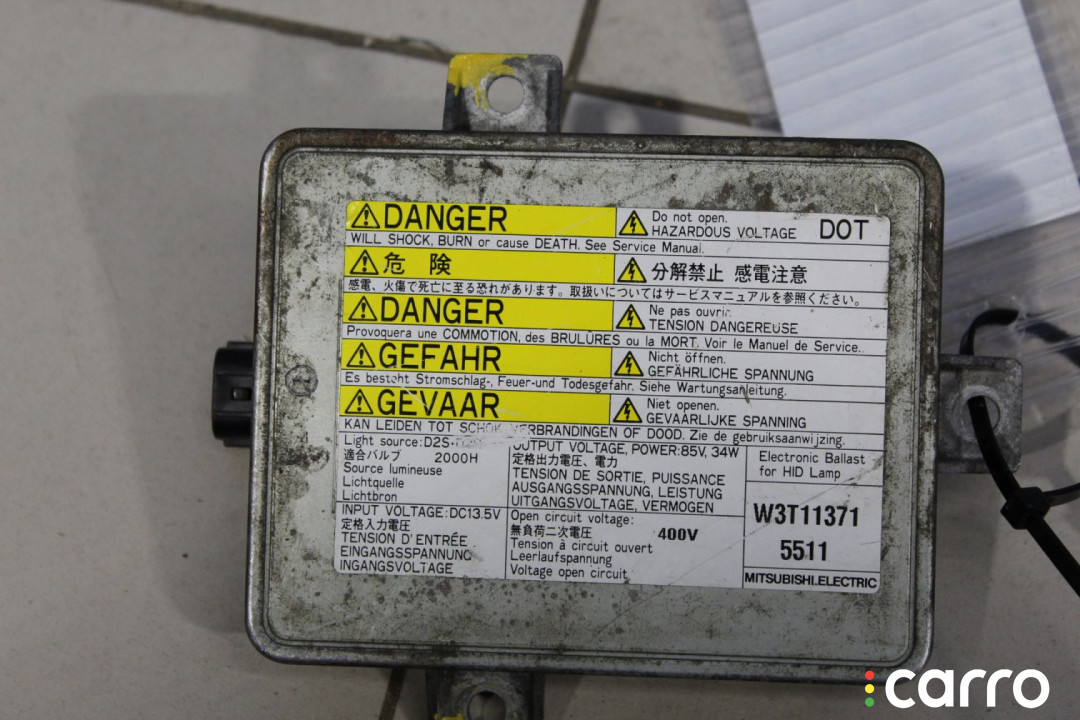 DANGER
Do not open.
HAZARDOUS VOLTAGE
DOT
WILL SHOCK, BURN or cause DEATH. See Service Manual.
危 険
分解禁止 感電注意
感電、火傷で死亡に至る恐れがあります。取扱いについてはサービスマニュアルを参照ください。
DANGER
Ne pas ouvrir.
TENSION DANGEREUSE
Provoquera une COMMOTION, des BRULÛRES ou la MORT. Voir le Manuel de Service.
GEFAHR
Nicht öffnen.
GEFÄHRLICHE SPANNUNG
Es besteht Stromschlag-, Feuer-und Todesgefahr. Siehe Wartungsanleitung.
GEVAAR
Niet openen.
GEVAARLIJKE SPANNING
KAN LEIDEN TOT SCHOK, VERBRANDINGEN OF DOOD. Zie de gebruiksaanwijzing.
Light source:D2S
適合バルブ 2000H
Source lumineuse
Lichtquelle
Lichtbron
OUTPUT VOLTAGE, POWER:85V, 34W
定格出力電圧、電力
TENSION DE SORTIE, PUISSANCE
AUSGANGSSPANNUNG, LEISTUNG
UITGANGSVOLTAGE, VERMOGEN
Electronic Ballast
for HID Lamp
INPUT VOLTAGE:DC13.5V
定格入力電圧
TENSION D'ENTRÉE
EINGANGSSPANNUNG
INGANGSVOLTAGE
Open circuit voltage:
無負荷二次電圧 400V
Tension à circuit ouvert
Leerlaufspannung
Voltage open circuit
W3T11371
5511
MITSUBISHI ELECTRIC
carro